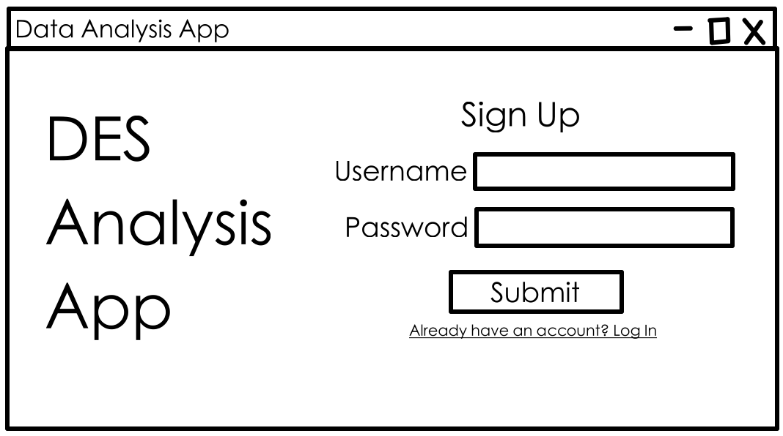 Data Analysis App
DES
Analysis
App
Sign Up
Username
Password
Submit
Already have an account? Log In